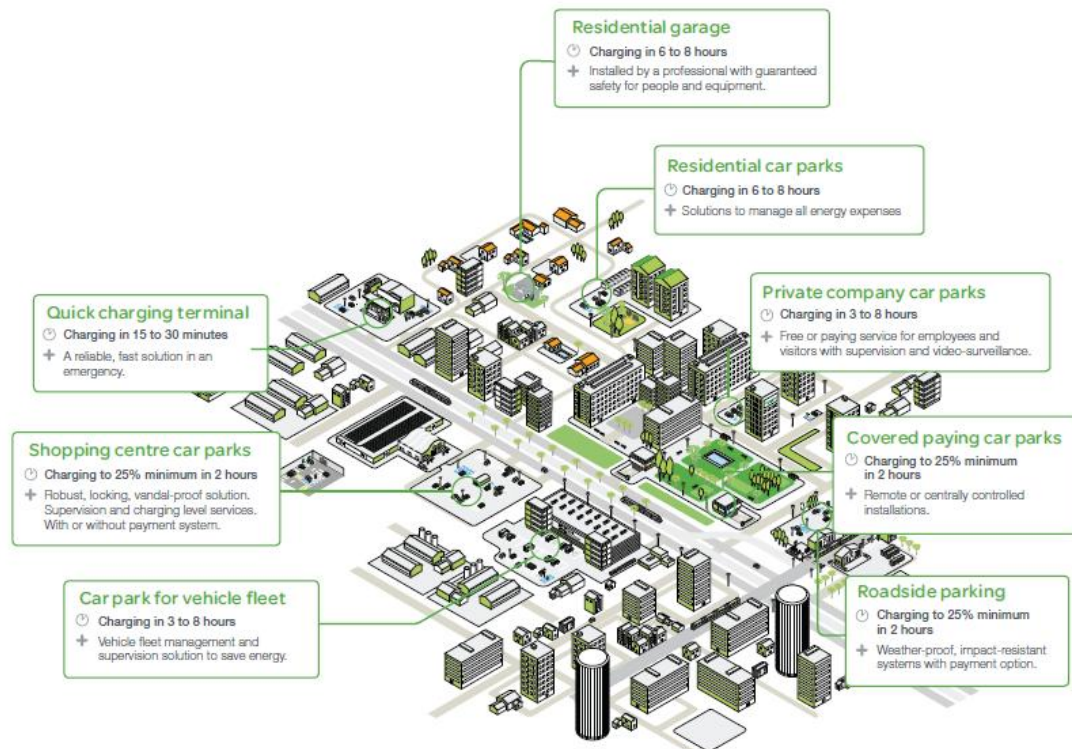 Residential garage
Charging in 6 to 8 hours
Installed by a professional with guaranteed
safety for people and equipment.
Residential car parks
Charging in 6 to 8 hours
Solutions to manage all energy expenses
Private company car parks
Charging in 3 to 8 hours
Free or paying service for employees and
visitors with supervision and video-surveillance.
Quick charging terminal
Charging in 15 to 30 minutes
A reliable, fast solution in an
emergency.
Shopping centre car parks
Charging to 25% minimum in 2 hours
Robust, locking, vandal-proof solution.
Supervision and charging level services.
With or without payment system.
Covered paying car parks
Charging to 25% minimum
in 2 hours
Remote or centrally controlled
installations.
Car park for vehicle fleet
Charging in 3 to 8 hours
Vehicle fleet management and
supervision solution to save energy.
Roadside parking
Charging to 25% minimum
in 2 hours
Weather-proof, impact-resistant
systems with payment option.